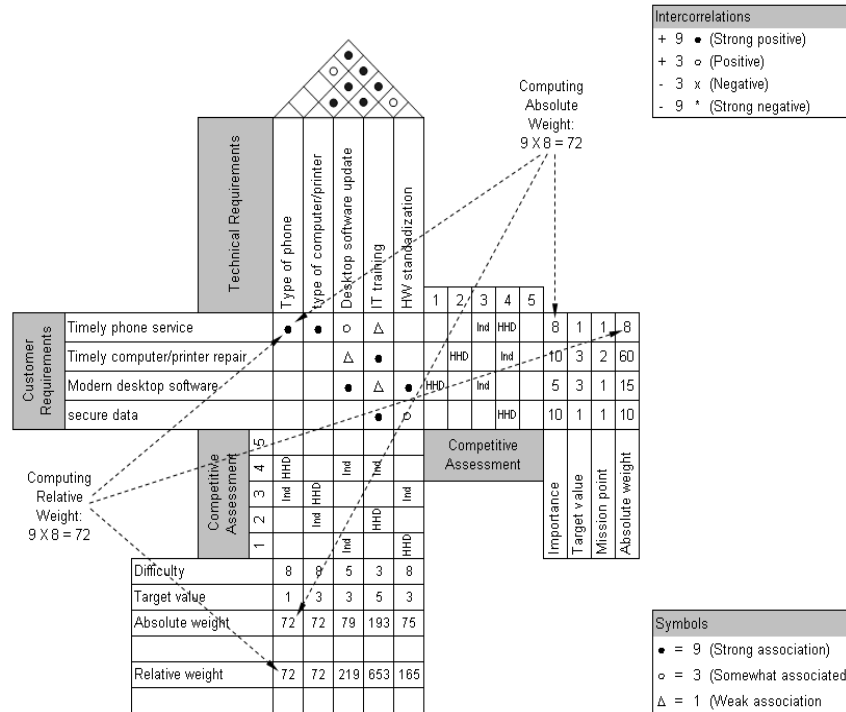 Intercorrelations
+ 9 ● (Strong positive)
+ 3 ○ (Positive)
- 3 x (Negative)
- 9 * (Strong negative)
Computing
Absolute
Weight:
9 X 8 = 72
Technical Requirements
Type of phone
type of computer/printer
Desktop software update
IT training
HW standadization
1 2 3 4 5
Customer
Requirements
Timely phone service ● ● ○ Δ Ind HHD 8 1 1 8
Timely computer/printer repair Δ ● HHD Ind 10 3 2 60
Modern desktop software ● Δ ● HHD Ind 5 3 1 15
secure data ● ○ HHD 10 1 1 10
Competitive
Assessment
Importance
Target value
Mission point
Absolute weight
Competitive
Assessment
5
4 HHD Ind Ind
3 Ind HHD Ind
2 Ind HHD
1 Ind HHD
Computing
Relative
Weight:
9 X 8 = 72
Difficulty 8 8 5 3 8
Target value 1 3 3 5 3
Absolute weight 72 72 79 193 75
Relative weight 72 72 219 653 165
Symbols
● = 9 (Strong association)
○ = 3 (Somewhat associated
Δ = 1 (Weak association